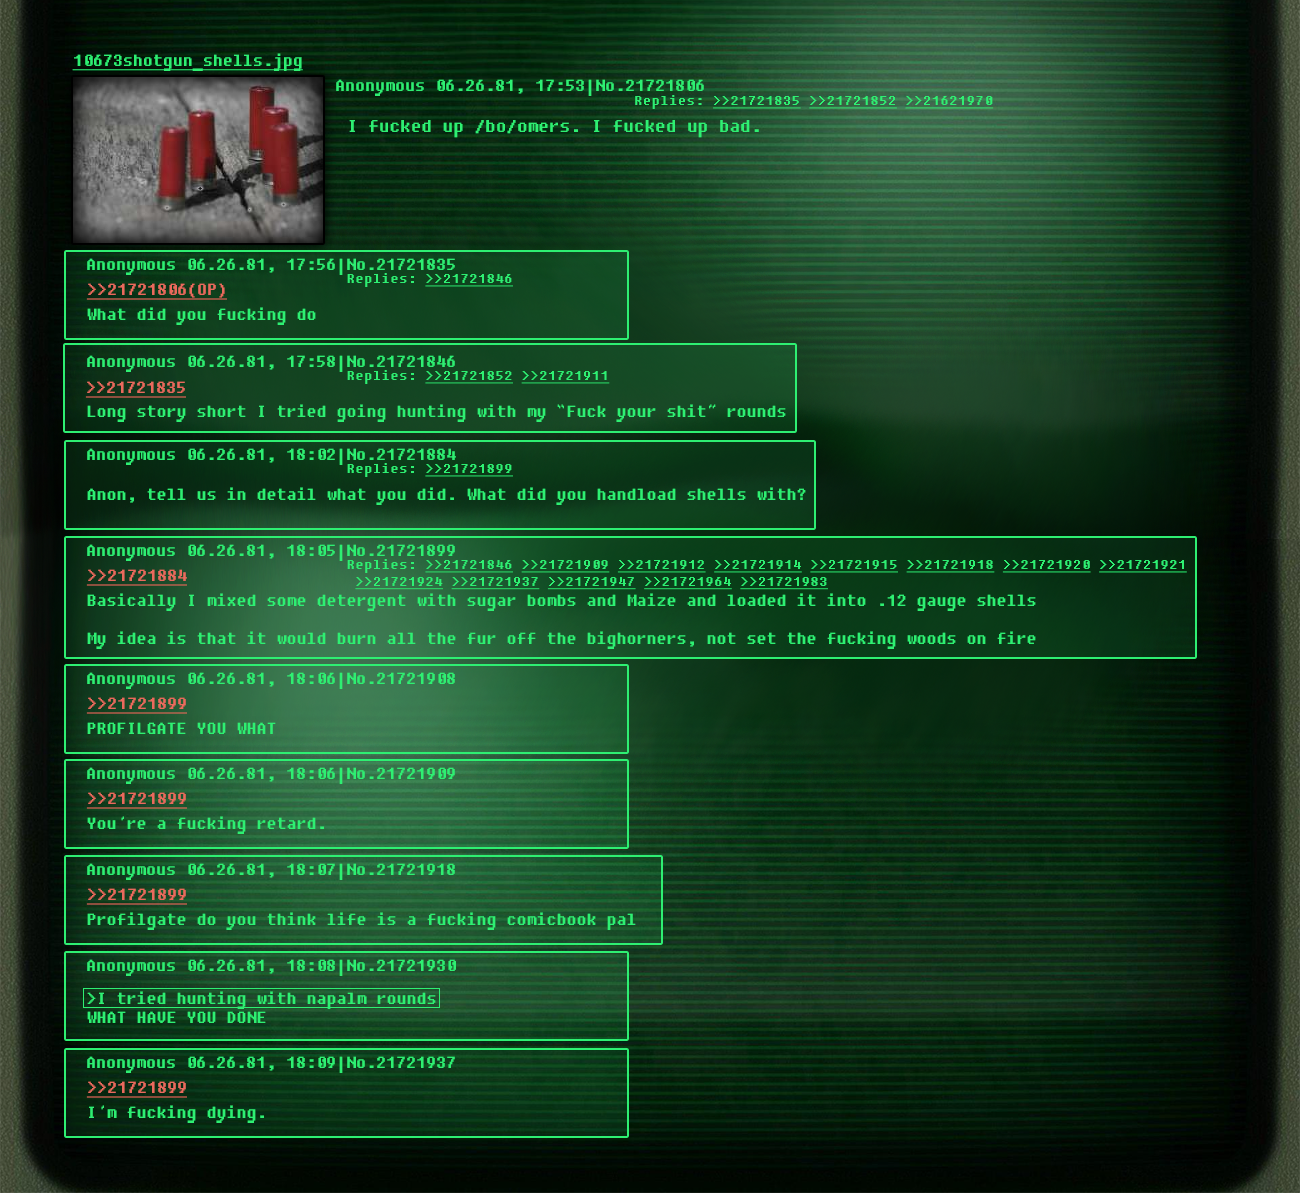 10673shotgun_shells.jpg
Anonymous 06.26.81, 17:53|No.21721806
Replies: >>21721835 >>21721852 >>21621970
I fucked up /bo/omers. I fucked up bad.
Anonymous 06.26.81, 17:56|No.21721835
Replies: >>21721846
>>21721806(OP)
What did you fucking do
Anonymous 06.26.81, 17:58|No.21721846
Replies: >>21721852 >>21721911
>>21721835
Long story short I tried going hunting with my “Fuck your shit” rounds
Anonymous 06.26.81, 18:02|No.21721884
Replies: >>21721899
Anon, tell us in detail what you did. What did you handload shells with?
Anonymous 06.26.81, 18:05|No.21721899
Replies: >>21721846 >>21721909 >>21721912 >>21721914 >>21721915 >>21721918 >>21721920 >>21721921
>>21721924 >>21721937 >>21721947 >>21721964 >>21721983
>>21721884
Basically I mixed some detergent with sugar bombs and Maize and loaded it into .12 gauge shells
My idea is that it would burn all the fur off the bighorners, not set the fucking woods on fire
Anonymous 06.26.81, 18:06|No.21721908
>>21721899
PROFILGATE YOU WHAT
Anonymous 06.26.81, 18:06|No.21721909
>>21721899
You're a fucking retard.
Anonymous 06.26.81, 18:07|No.21721918
>>21721899
Profilgate do you think life is a fucking comicbook pal
Anonymous 06.26.81, 18:08|No.21721930
>I tried hunting with napalm rounds
WHAT HAVE YOU DONE
Anonymous 06.26.81, 18:09|No.21721937
>>21721899
I'm fucking dying.